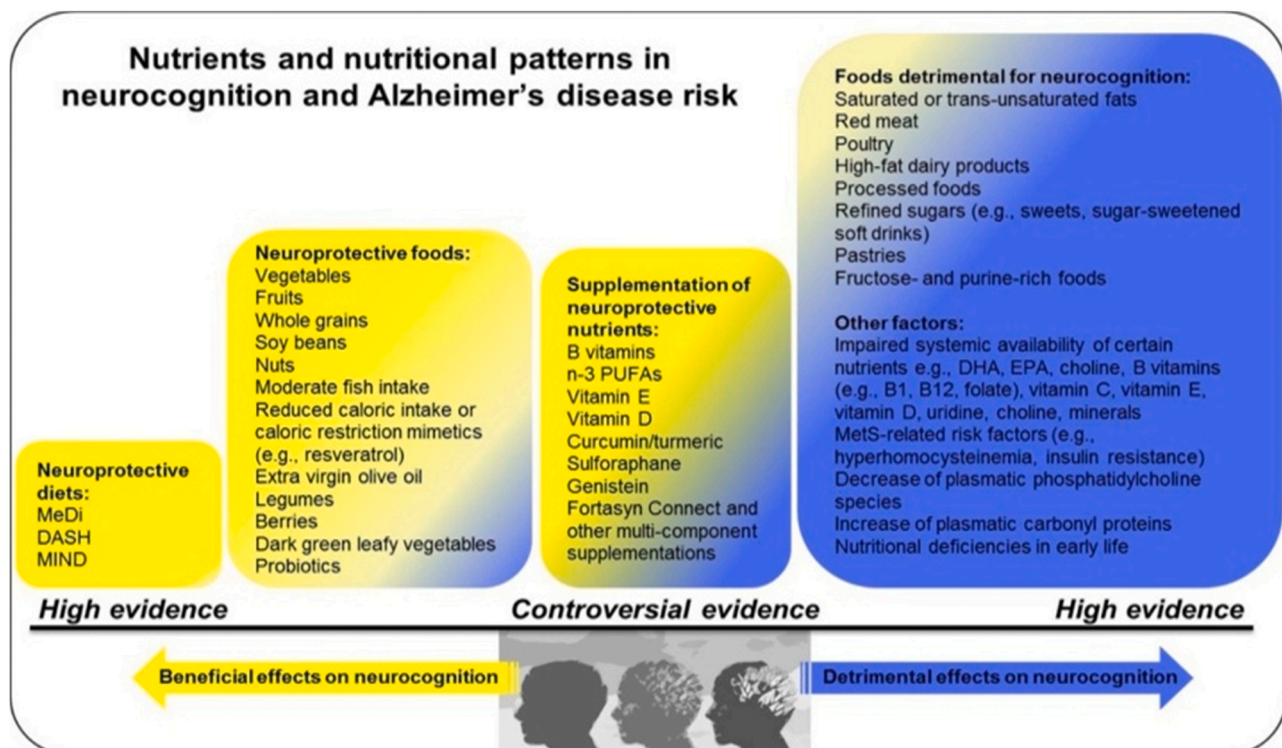 Nutrients and nutritional patterns in
neurocognition and Alzheimer's disease risk
Neuroprotective
diets:
MeDi
DASH
MIND
Neuroprotective foods:
Vegetables
Fruits
Whole grains
Soy beans
Nuts
Moderate fish intake
Reduced caloric intake or
caloric restriction mimetics
(e.g., resveratrol)
Extra virgin olive oil
Legumes
Berries
Dark green leafy vegetables
Probiotics
Supplementation of
neuroprotective
nutrients:
B vitamins
n-3 PUFAs
Vitamin E
Vitamin D
Curcumin/turmeric
Sulforaphane
Genistein
Fortasyn Connect and
other multi-component
supplementations
Foods detrimental for neurocognition:
Saturated or trans-unsaturated fats
Red meat
Poultry
High-fat dairy products
Processed foods
Refined sugars (e.g., sweets, sugar-sweetened
soft drinks)
Pastries
Fructose- and purine-rich foods
Other factors:
Impaired systemic availability of certain
nutrients e.g., DHA, EPA, choline, B vitamins
(e.g., B1, B12, folate), vitamin C, vitamin E,
vitamin D, uridine, choline, minerals
MetS-related risk factors (e.g.,
hyperhomocysteinemia, insulin resistance)
Decrease of plasmatic phosphatidylcholine
species
Increase of plasmatic carbonyl proteins
Nutritional deficiencies in early life
High evidence
Controversial evidence
High evidence
Beneficial effects on neurocognition
Detrimental effects on neurocognition